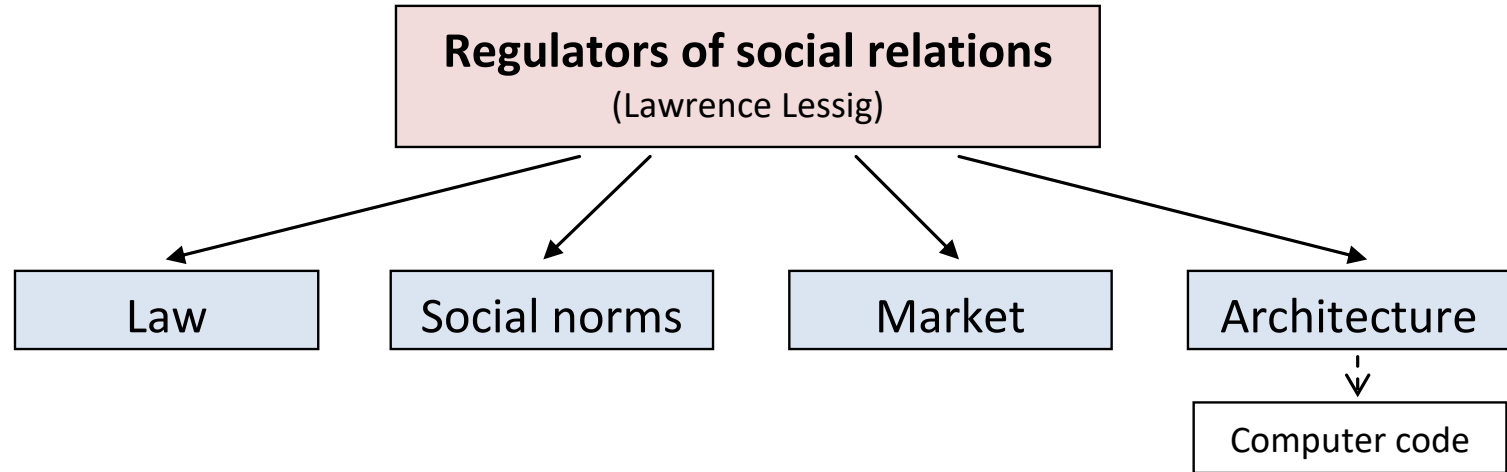 Regulators of social relations
(Lawrence Lessig)
Law
Social norms
Market
Architecture
Computer code